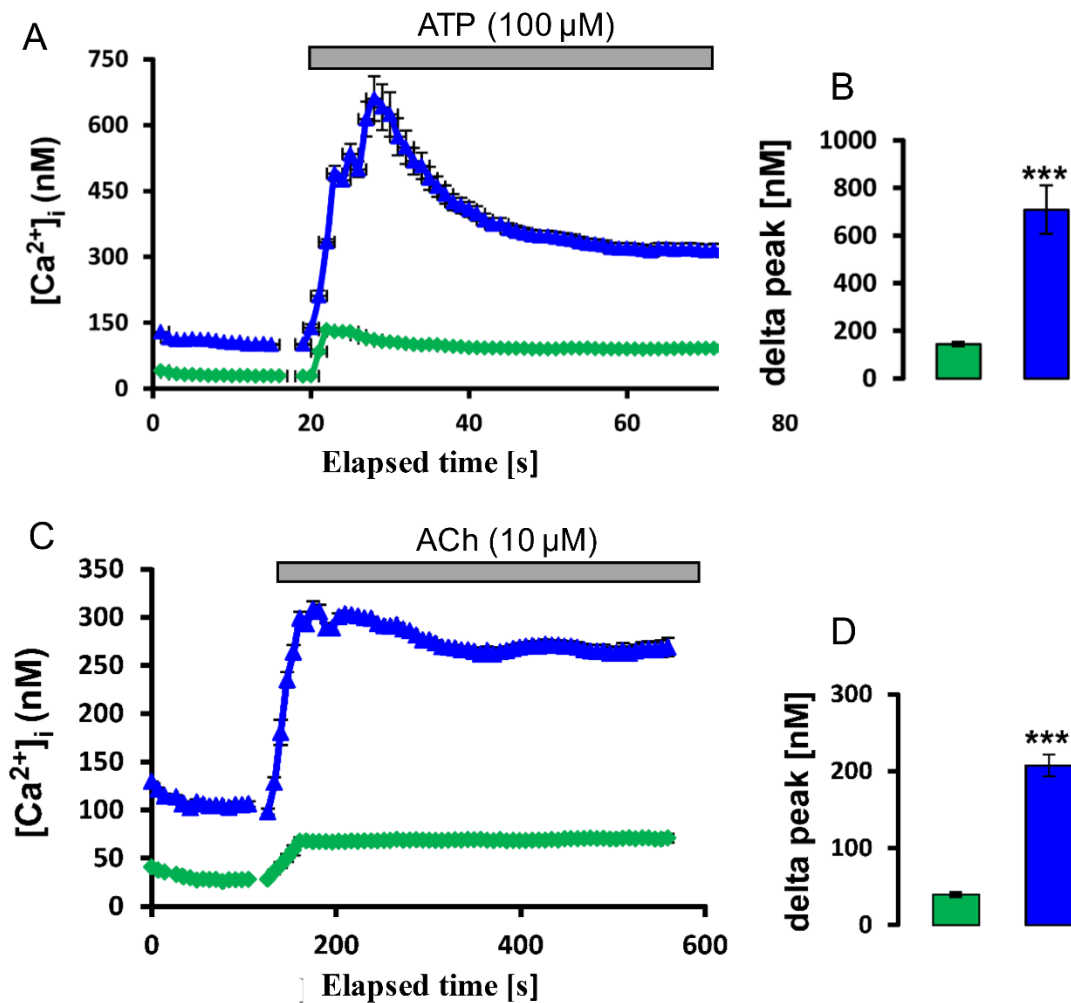 A
ATP (100 µM)
750
600
450
300
150
0
[Ca²⁺]ᵢ (nM)
0 20 40 60 80
Elapsed time [s]
B
1000
800
600
400
200
0
delta peak [nM]
***
C
ACh (10 µM)
350
300
250
200
150
100
50
0
[Ca²⁺]ᵢ (nM)
0 200 400 600
Elapsed time [s]
D
300
200
100
0
delta peak [nM]
***